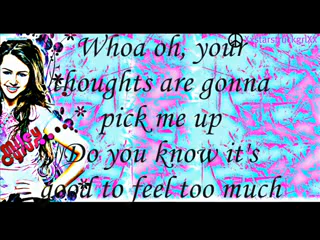 Whoa oh, your
thoughts are gonna
pick me up
Do you know it's
good to feel too much